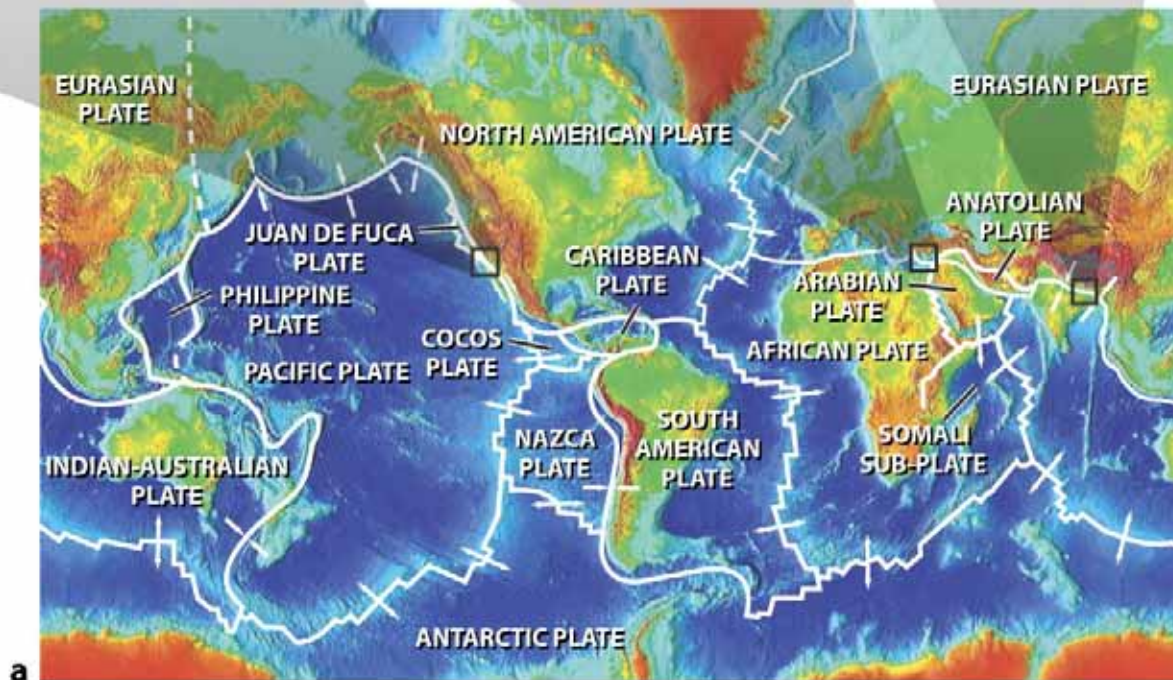 EURASIAN
PLATE
NORTH AMERICAN PLATE
EURASIAN PLATE
ANATOLIAN
PLATE
JUAN DE FUCA
PLATE
CARIBBEAN
PLATE
ARABIAN
PLATE
PHILIPPINE
PLATE
COCOS
PLATE
AFRICAN PLATE
PACIFIC PLATE
NAZCA
PLATE
SOUTH
AMERICAN
PLATE
SOMALI
SUB-PLATE
INDIAN-AUSTRALIAN
PLATE
ANTARCTIC PLATE
a